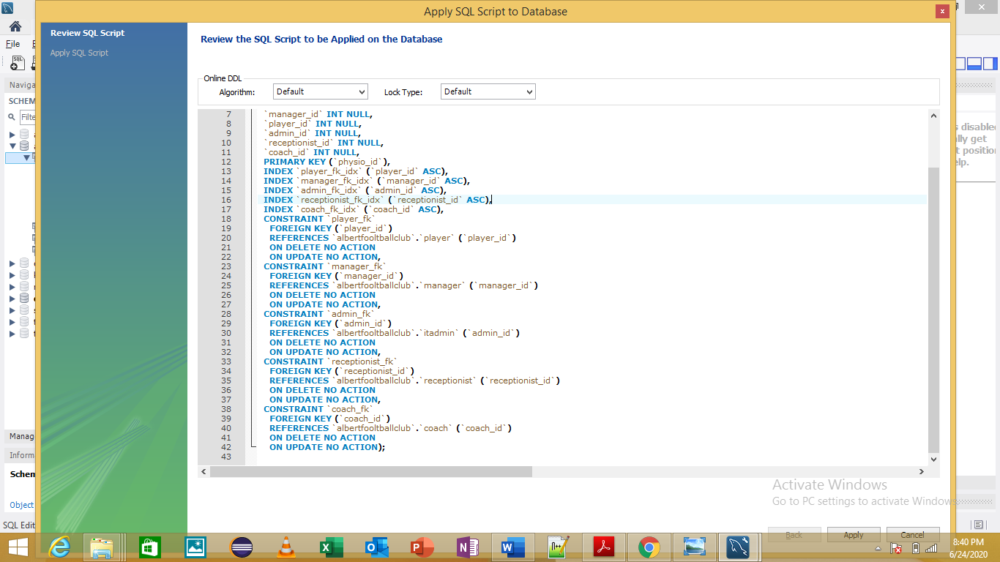 Apply SQL Script to Database
x
Review SQL Script
Apply SQL Script
File
SQL
Naviga
SCHEM
Filte
Manag
Inform
Schem
Object
SQL Edit
Review the SQL Script to be Applied on the Database
Online DDL
Algorithm: Default Lock Type: Default
7 `manager_id` INT NULL,
8 `player_id` INT NULL,
9 `admin_id` INT NULL,
10 `receptionist_id` INT NULL,
11 `coach_id` INT NULL,
12 PRIMARY KEY (`physio_id`),
13 INDEX `player_fk_idx` (`player_id` ASC),
14 INDEX `manager_fk_idx` (`manager_id` ASC),
15 INDEX `admin_fk_idx` (`admin_id` ASC),
16 INDEX `receptionist_fk_idx` (`receptionist_id` ASC),
17 INDEX `coach_fk_idx` (`coach_id` ASC),
18 CONSTRAINT `player_fk`
19 FOREIGN KEY (`player_id`)
20 REFERENCES `albertfooltballclub`.`player` (`player_id`)
21 ON DELETE NO ACTION
22 ON UPDATE NO ACTION,
23 CONSTRAINT `manager_fk`
24 FOREIGN KEY (`manager_id`)
25 REFERENCES `albertfooltballclub`.`manager` (`manager_id`)
26 ON DELETE NO ACTION
27 ON UPDATE NO ACTION,
28 CONSTRAINT `admin_fk`
29 FOREIGN KEY (`admin_id`)
30 REFERENCES `albertfooltballclub`.`itadmin` (`admin_id`)
31 ON DELETE NO ACTION
32 ON UPDATE NO ACTION,
33 CONSTRAINT `receptionist_fk`
34 FOREIGN KEY (`receptionist_id`)
35 REFERENCES `albertfooltballclub`.`receptionist` (`receptionist_id`)
36 ON DELETE NO ACTION
37 ON UPDATE NO ACTION,
38 CONSTRAINT `coach_fk`
39 FOREIGN KEY (`coach_id`)
40 REFERENCES `albertfooltballclub`.`coach` (`coach_id`)
41 ON DELETE NO ACTION
42 ON UPDATE NO ACTION);
43
s disabled
lly get
t position
elp.
Activate Windows
Go to PC settings to activate Windows.
Back Apply Cancel
8:40 PM
6/24/2020